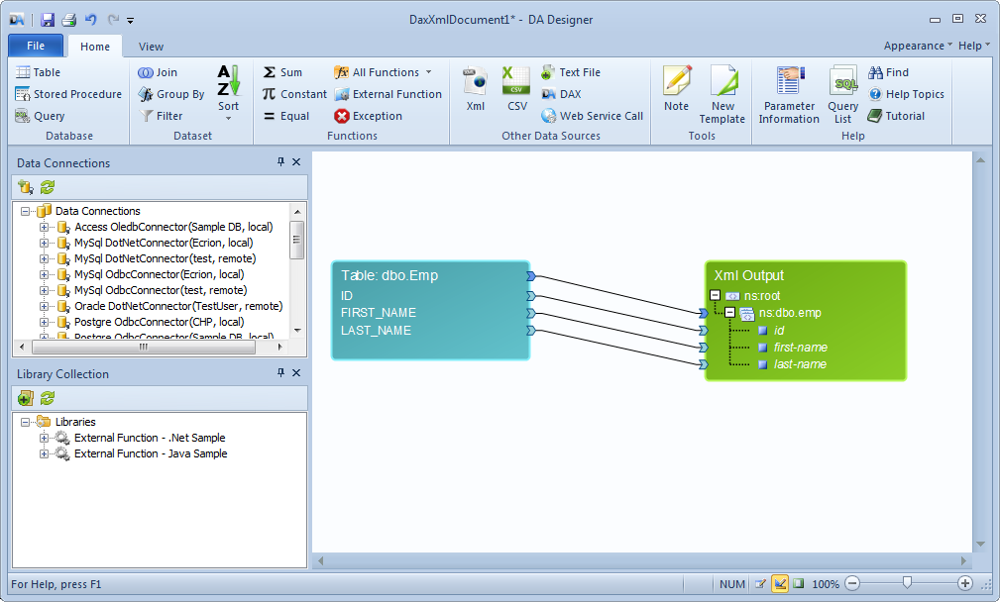 DA
DaxXmlDocument1* - DA Designer
File
Home
View
Appearance
Help
Table
Stored Procedure
Query
Database
Join
Group By
Filter
Sort
Dataset
Sum
Constant
Equal
All Functions
External Function
Exception
Functions
Xml
CSV
Text File
DAX
Web Service Call
Other Data Sources
Note
New Template
Tools
Parameter Information
Query List
Find
Help Topics
Tutorial
Help
Data Connections
Data Connections
Access OledbConnector(Sample DB, local)
MySql DotNetConnector(Ecrion, local)
MySql DotNetConnector(test, remote)
MySql OdbcConnector(Ecrion, local)
MySql OdbcConnector(test, remote)
Oracle DotNetConnector(TestUser, remote)
Postgre OdbcConnector(CHP, local)
Postgre OdbcConnector(Sample DB, local)
Library Collection
Libraries
External Function - .Net Sample
External Function - Java Sample
Table: dbo.Emp
ID
FIRST_NAME
LAST_NAME
Xml Output
ns:root
ns:dbo.emp
id
first-name
last-name
For Help, press F1
NUM
100%